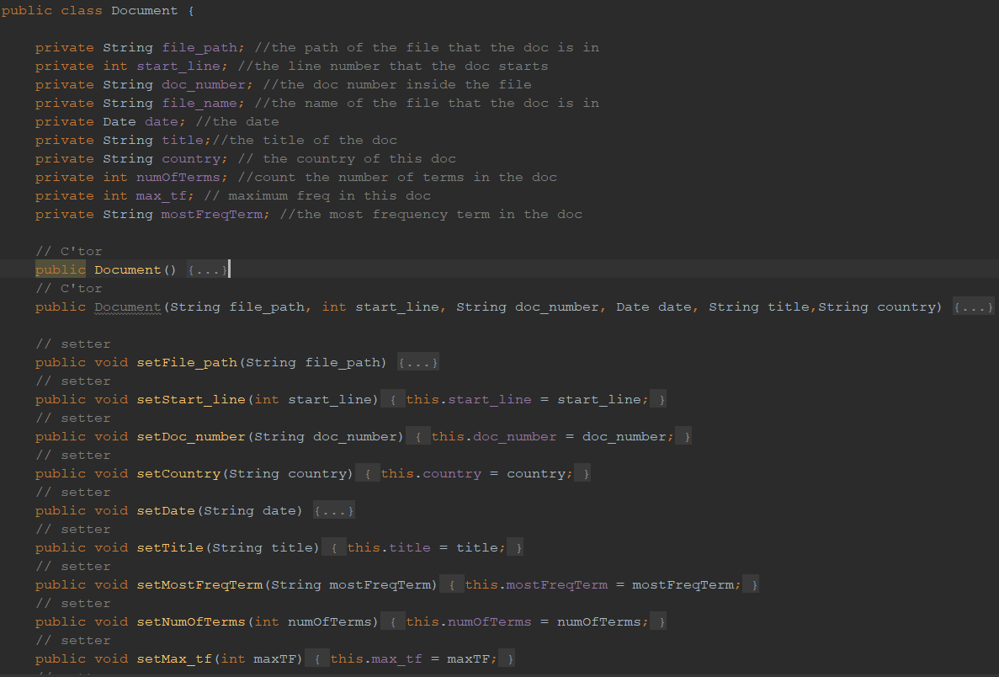 public class Document {
private String file_path; //the path of the file that the doc is in
private int start_line; //the line number that the doc starts
private String doc_number; //the doc number inside the file
private String file_name; //the name of the file that the doc is in
private Date date; //the date
private String title;//the title of the doc
private String country; // the country of this doc
private int numOfTerms; //count the number of terms in the doc
private int max_tf; // maximum freq in this doc
private String mostFreqTerm; //the most frequency term in the doc
// C'tor
public Document() {...}
// C'tor
public Document(String file_path, int start_line, String doc_number, Date date, String title,String country) {...}
// setter
public void setFile_path(String file_path) {...}
// setter
public void setStart_line(int start_line) { this.start_line = start_line; }
// setter
public void setDoc_number(String doc_number) { this.doc_number = doc_number; }
// setter
public void setCountry(String country) { this.country = country; }
// setter
public void setDate(String date) {...}
// setter
public void setTitle(String title) { this.title = title; }
// setter
public void setMostFreqTerm(String mostFreqTerm) { this.mostFreqTerm = mostFreqTerm; }
// setter
public void setNumOfTerms(int numOfTerms) { this.numOfTerms = numOfTerms; }
// setter
public void setMax_tf(int maxTF) { this.max_tf = maxTF; }